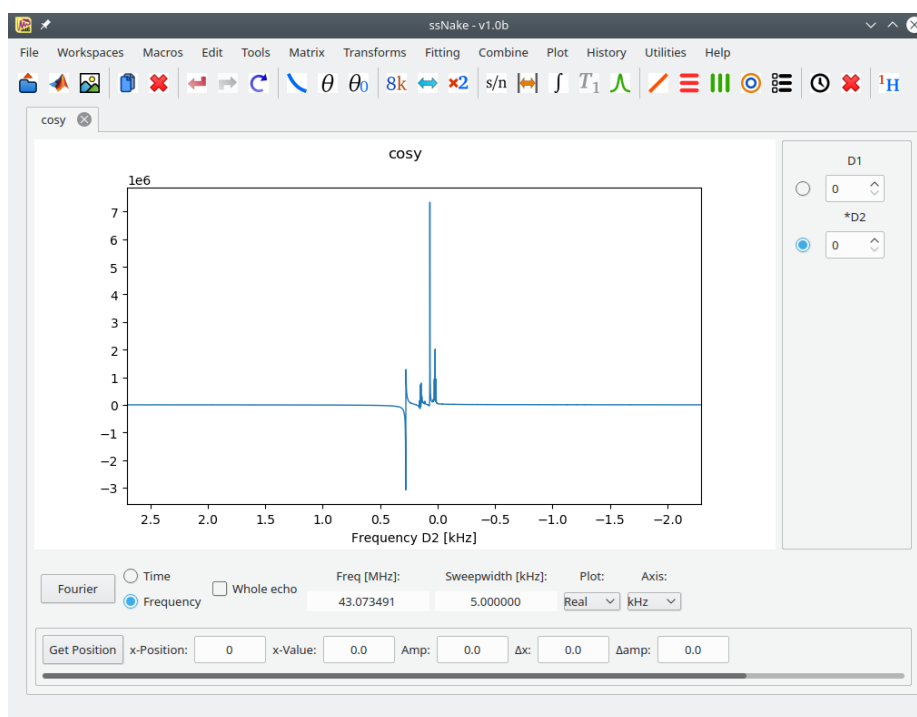 ssNake - v1.0b
File Workspaces Macros Edit Tools Matrix Transforms Fitting Combine Plot History Utilities Help
θ θ0 8k ×2 s/n ∫ T1 1H
cosy
cosy
1e6
7
6
5
4
3
2
1
0
−1
−2
−3
2.5 2.0 1.5 1.0 0.5 0.0 −0.5 −1.0 −1.5 −2.0
Frequency D2 [kHz]
D1
0
*D2
0
Fourier
Time
Frequency
Whole echo
Freq [MHz]: Sweepwidth [kHz]: Plot: Axis:
43.073491 5.000000 Real kHz
Get Position x-Position: 0 x-Value: 0.0 Amp: 0.0 Δx: 0.0 Δamp: 0.0